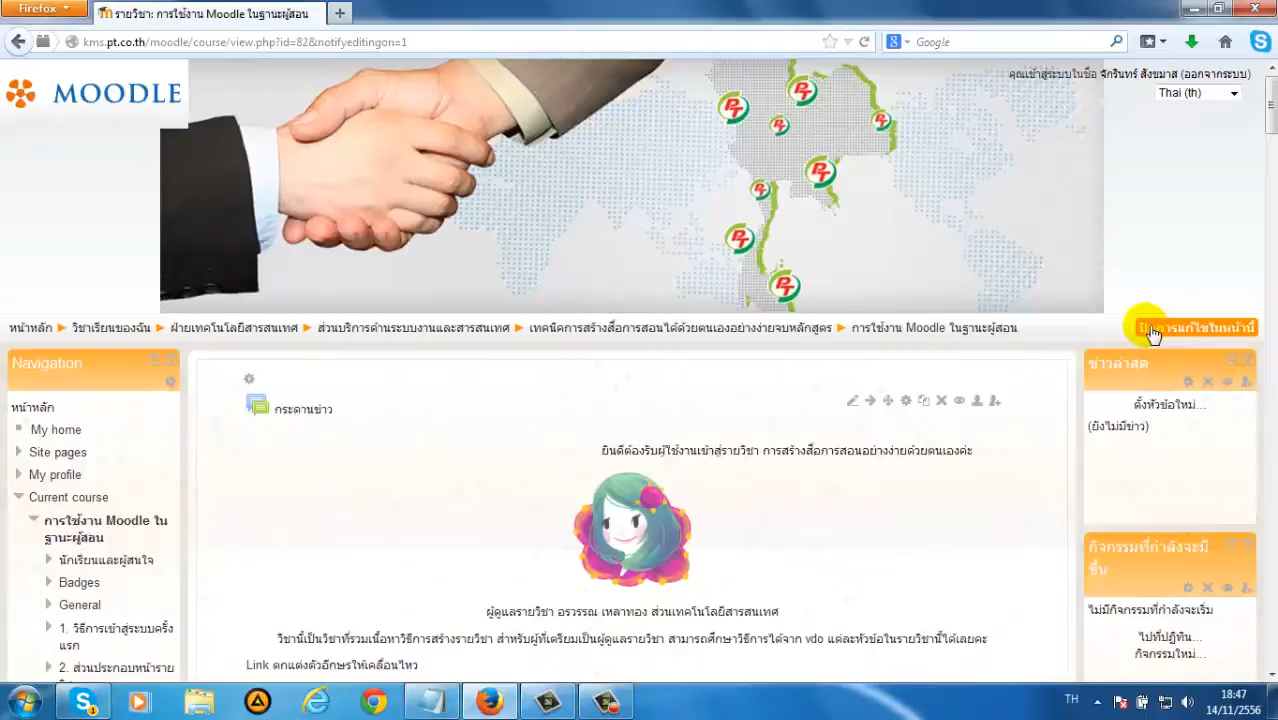 Firefox
รายวิชา: การใช้งาน Moodle ในฐานะผู้สอน
kms.pt.co.th/moodle/course/view.php?id=82&notifyeditingon=1
Google
MOODLE
คุณเข้าสู่ระบบในชื่อ จักรินทร์ สังขมาส (ออกจากระบบ)
Thai (th)
PT
PT
PT
PT
PT
PT
PT
PT
หน้าหลัก วิชาเรียนของฉัน ฝ่ายเทคโนโลยีสารสนเทศ ส่วนบริการด้านระบบงานและสารสนเทศ เทคนิคการสร้างสื่อการสอนได้ด้วยตนเองอย่างง่ายจบหลักสูตร การใช้งาน Moodle ในฐานะผู้สอน
การแก้ไขในหน้านี้
Navigation
หน้าหลัก
My home
Site pages
My profile
Current course
การใช้งาน Moodle ใน
ฐานะผู้สอน
นักเรียนและผู้สนใจ
Badges
General
1. วิธีการเข้าสู่ระบบครั้ง
แรก
2. ส่วนประกอบหน้าราย
กระดานข่าว
ยินดีต้องรับผู้ใช้งานเข้าสู่รายวิชา การสร้างสื่อการสอนอย่างง่ายด้วยตนเองค่ะ
ผู้ดูแลรายวิชา อรวรรณ เหลาทอง ส่วนเทคโนโลยีสารสนเทศ
วิชานี้เป็นวิชาที่รวมเนื้อหาวิธีการสร้างรายวิชา สำหรับผู้ที่เตรียมเป็นผู้ดูแลรายวิชา สามารถศึกษาวิธีการได้จาก vdo แต่ละหัวข้อในรายวิชานี้ได้เลยคะ
Link ตกแต่งตัวอักษรให้เคลื่อนไหว
ข่าวล่าสุด
ตั้งหัวข้อใหม่...
(ยังไม่มีข่าว)
กิจกรรมที่กำลังจะมี
ขึ้น
ไม่มีกิจกรรมที่กำลังจะเริ่ม
ไปที่ปฏิทิน...
กิจกรรมใหม่...
TH
18:47
14/11/2556